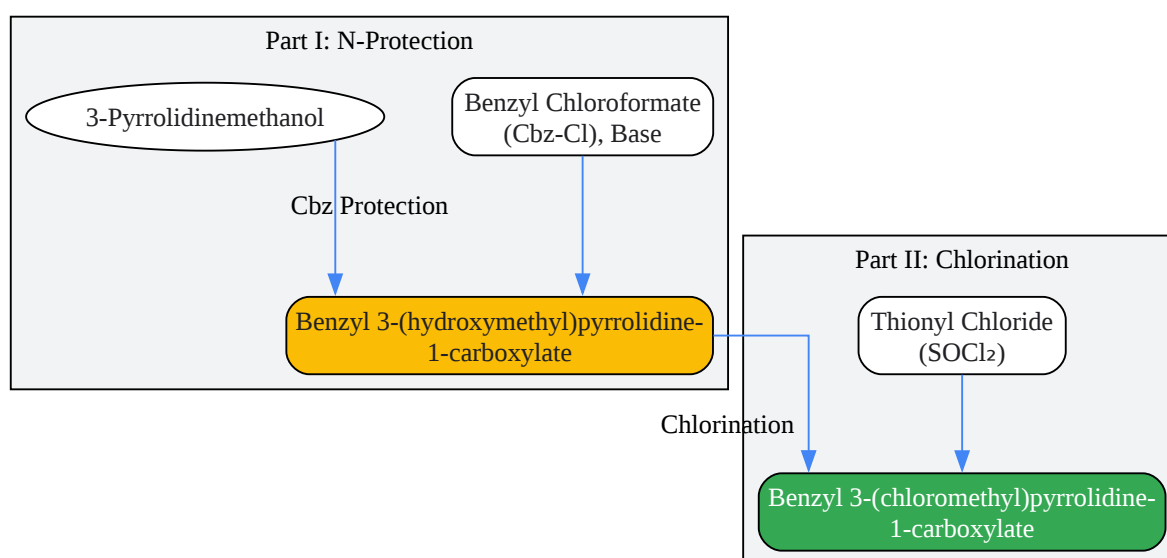 Part I: N-Protection
3-Pyrrolidinemethanol
Benzyl Chloroformate
(Cbz-Cl), Base
Cbz Protection
Benzyl 3-(hydroxymethyl)pyrrolidine-
1-carboxylate
Part II: Chlorination
Thionyl Chloride
(SOCl₂)
Chlorination
Benzyl 3-(chloromethyl)pyrrolidine-
1-carboxylate